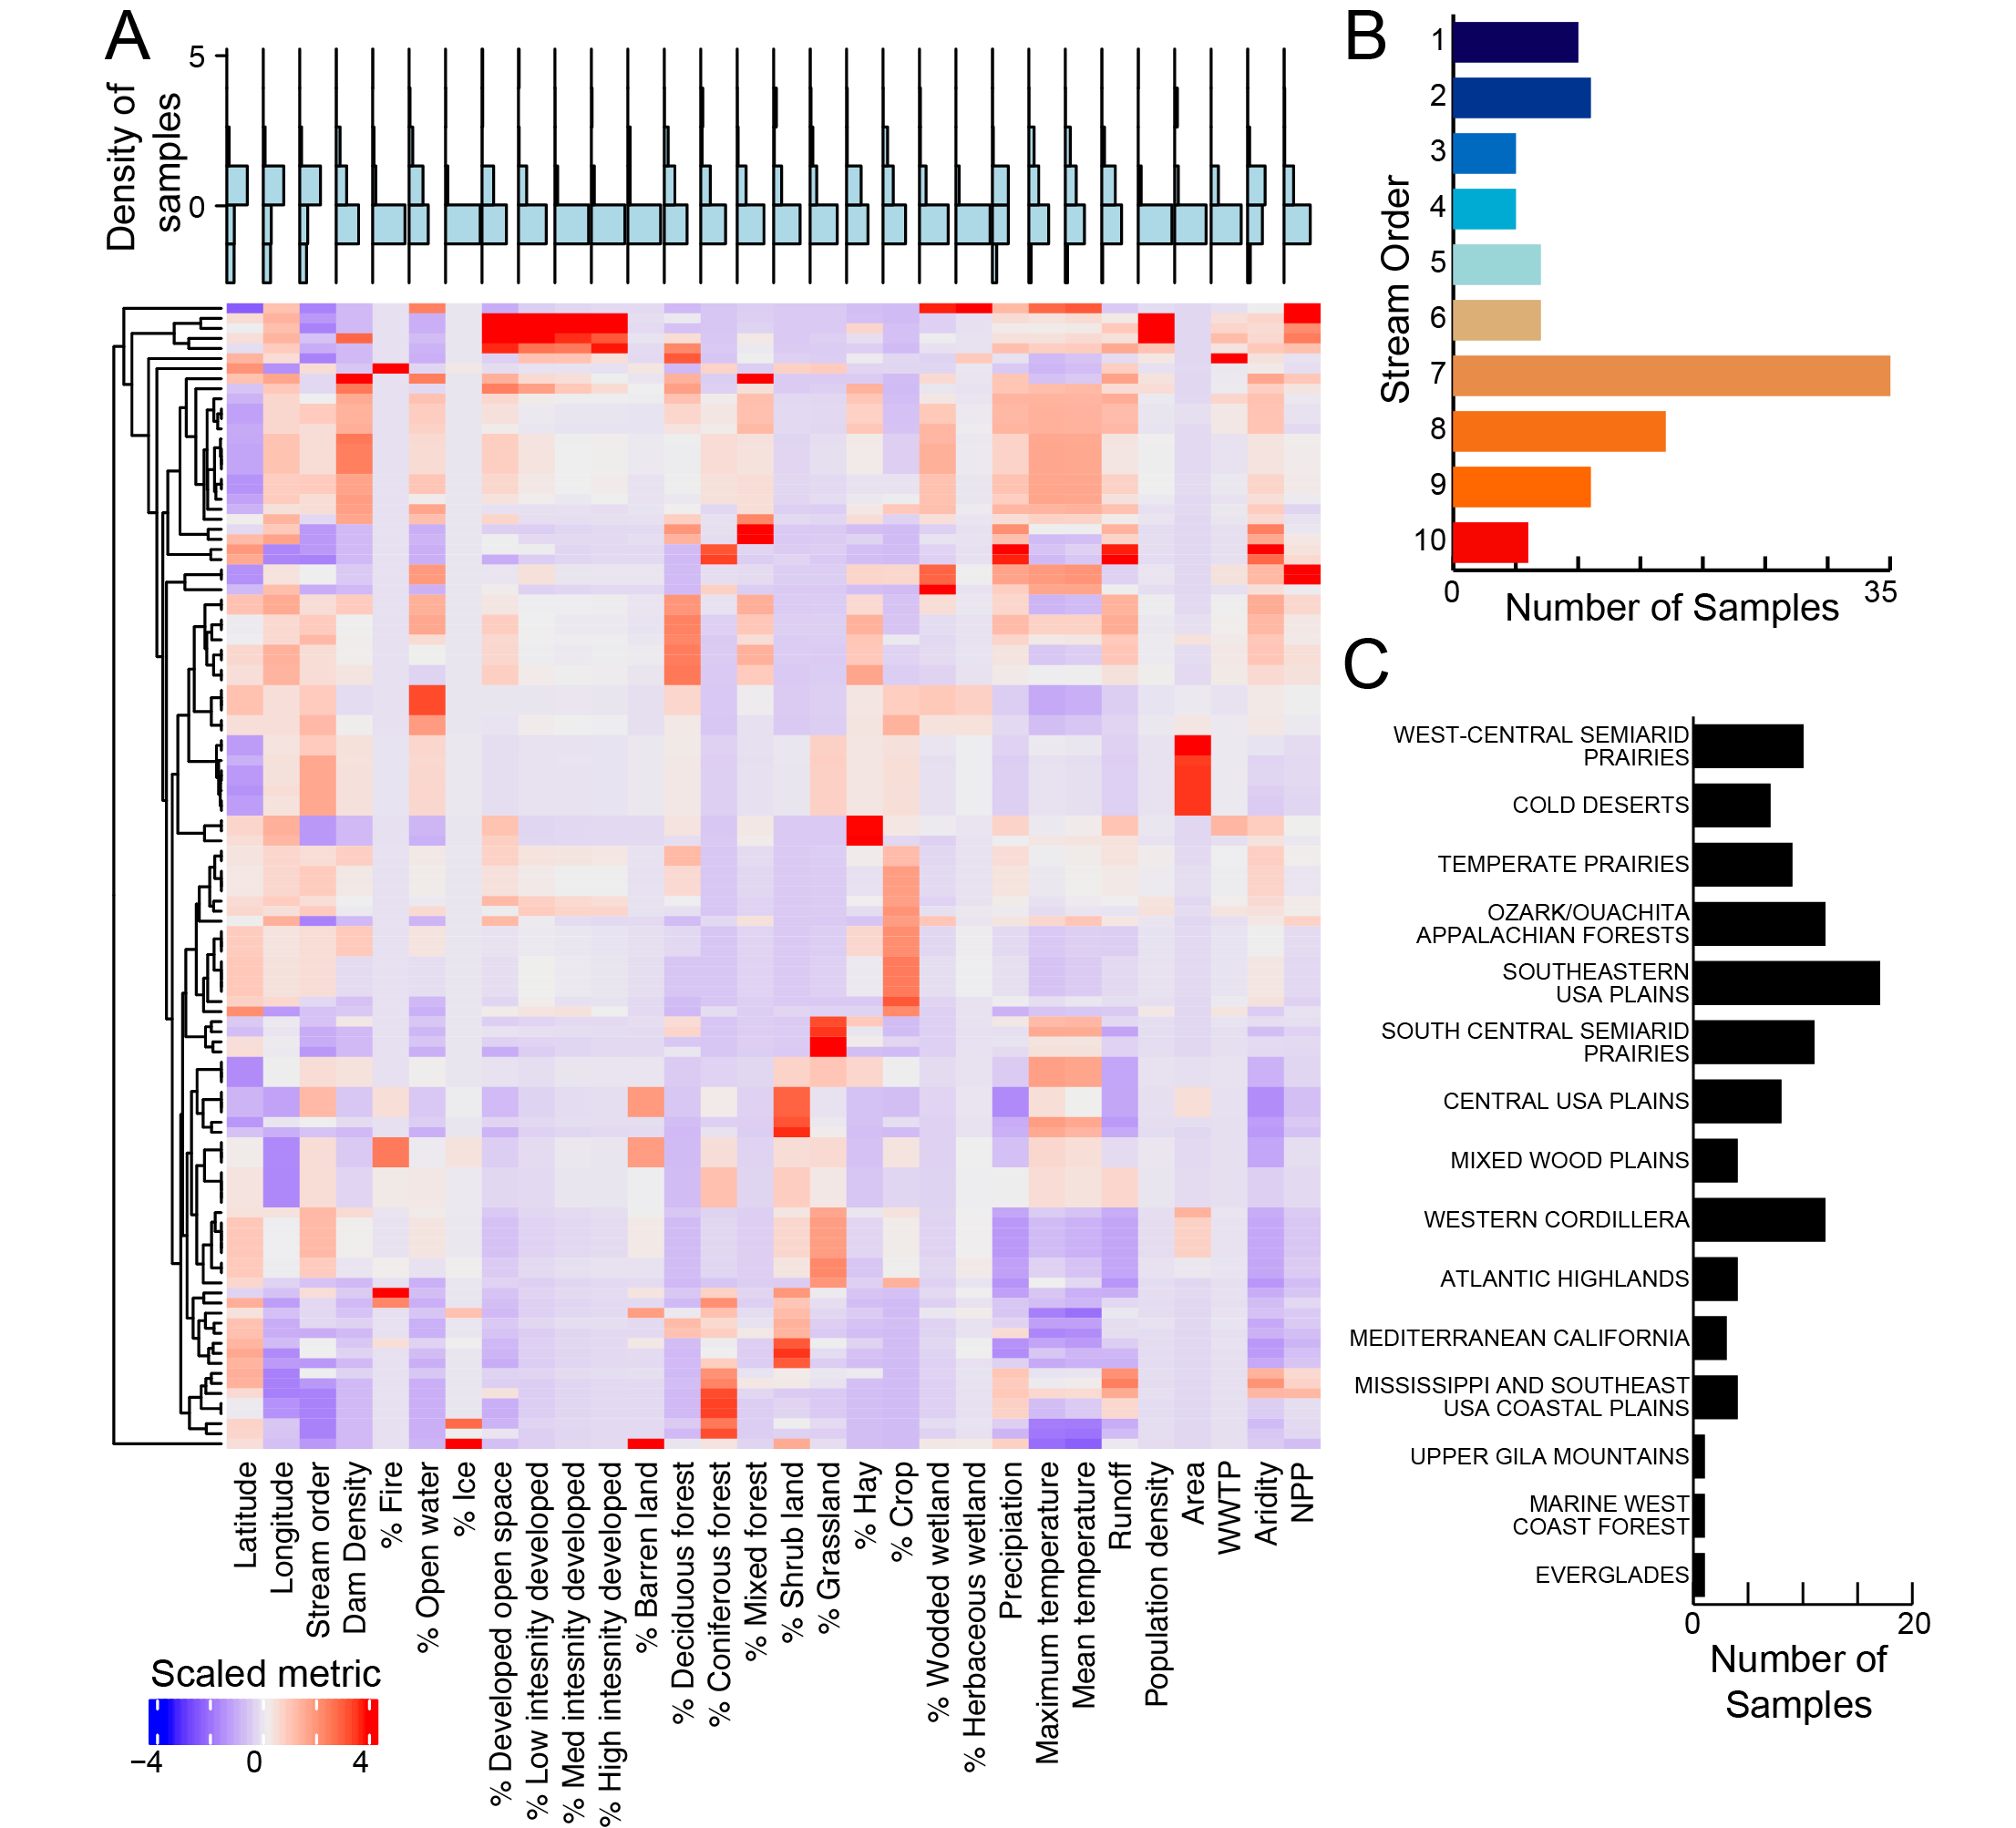 A
Density of
samples
5
0
Latitude
Longitude
Stream order
Dam Density
% Fire
% Open water
% Ice
% Developed open space
% Low intesnity developed
% Med intesnity developed
% High intesnity developed
% Barren land
% Deciduous forest
% Coniferous forest
% Mixed forest
% Shrub land
% Grassland
% Hay
% Crop
% Wodded wetland
% Herbaceous wetland
Precipiation
Maximum temperature
Mean temperature
Runoff
Population density
Area
WWTP
Aridity
NPP
Scaled metric
−4
0
4
B
Stream Order
1
2
3
4
5
6
7
8
9
10
0
35
Number of Samples
C
WEST-CENTRAL SEMIARID
PRAIRIES
COLD DESERTS
TEMPERATE PRAIRIES
OZARK/OUACHITA
APPALACHIAN FORESTS
SOUTHEASTERN
USA PLAINS
SOUTH CENTRAL SEMIARID
PRAIRIES
CENTRAL USA PLAINS
MIXED WOOD PLAINS
WESTERN CORDILLERA
ATLANTIC HIGHLANDS
MEDITERRANEAN CALIFORNIA
MISSISSIPPI AND SOUTHEAST
USA COASTAL PLAINS
UPPER GILA MOUNTAINS
MARINE WEST
COAST FOREST
EVERGLADES
0
20
Number of
Samples